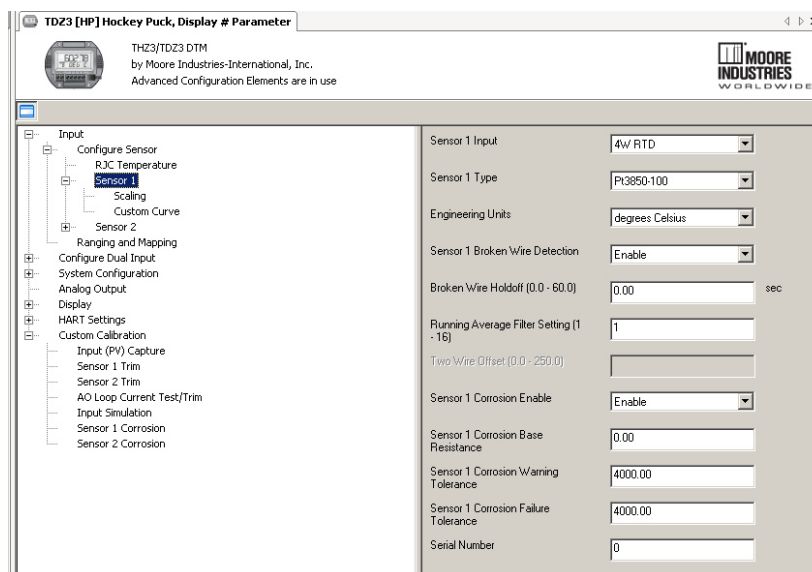 TDZ3 [HP] Hockey Puck, Display # Parameter
THZ3/TDZ3 DTM
by Moore Industries-International, Inc.
Advanced Configuration Elements are in use
MOORE
INDUSTRIES
WORLDWIDE
Input
Configure Sensor
RJC Temperature
Sensor 1
Scaling
Custom Curve
Sensor 2
Ranging and Mapping
Configure Dual Input
System Configuration
Analog Output
Display
HART Settings
Custom Calibration
Input (PV) Capture
Sensor 1 Trim
Sensor 2 Trim
AO Loop Current Test/Trim
Input Simulation
Sensor 1 Corrosion
Sensor 2 Corrosion
Sensor 1 Input
4W RTD
Sensor 1 Type
Pt3850-100
Engineering Units
degrees Celsius
Sensor 1 Broken Wire Detection
Enable
Broken Wire Holdoff (0.0 - 60.0)
0.00
sec
Running Average Filter Setting (1
- 16)
1
Two Wire Offset (0.0 - 250.0)
Sensor 1 Corrosion Enable
Enable
Sensor 1 Corrosion Base
Resistance
0.00
Sensor 1 Corrosion Warning
Tolerance
4000.00
Sensor 1 Corrosion Failure
Tolerance
4000.00
Serial Number
0